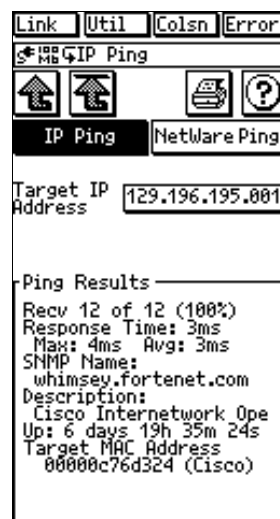 Link Util Colsn Error
IP Ping
IP Ping NetWare Ping
Target IP Address 129.196.195.001
Ping Results
Recv 12 of 12 (100%)
Response Time: 3ms
Max: 4ms Avg: 3ms
SNMP Name:
whimsey.fortenet.com
Description:
Cisco Internetwork Ope
Up: 6 days 19h 35m 24s
Target MAC Address
00000c76d324 (Cisco)